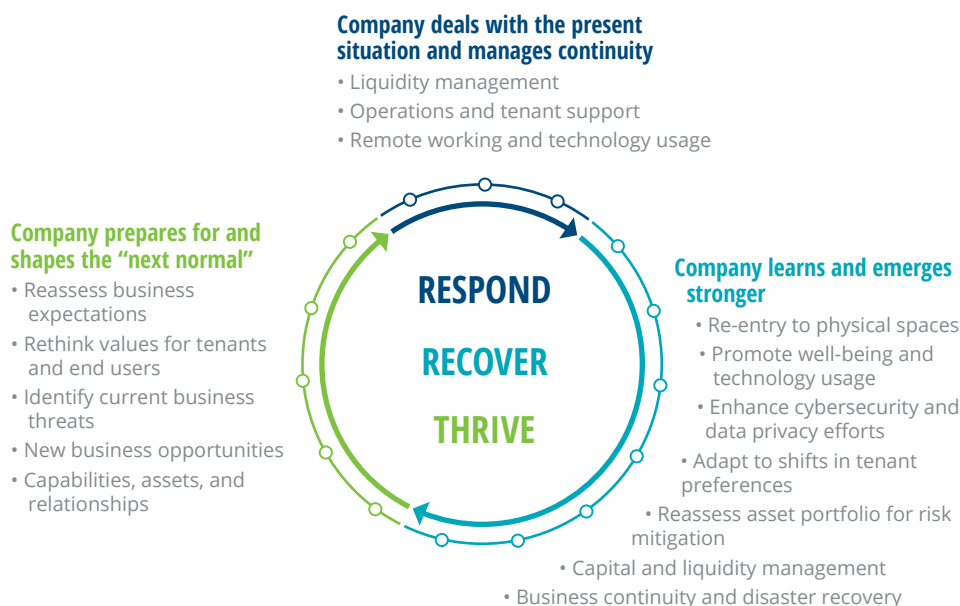 Company deals with the present
situation and manages continuity
• Liquidity management
• Operations and tenant support
• Remote working and technology usage
Company prepares for and
shapes the “next normal”
• Reassess business
expectations
• Rethink values for tenants
and end users
• Identify current business
threats
• New business opportunities
• Capabilities, assets, and
relationships
RESPOND
RECOVER
THRIVE
Company learns and emerges
stronger
• Re-entry to physical spaces
• Promote well-being and
technology usage
• Enhance cybersecurity and
data privacy efforts
• Adapt to shifts in tenant
preferences
• Reassess asset portfolio for risk
mitigation
• Capital and liquidity management
• Business continuity and disaster recovery